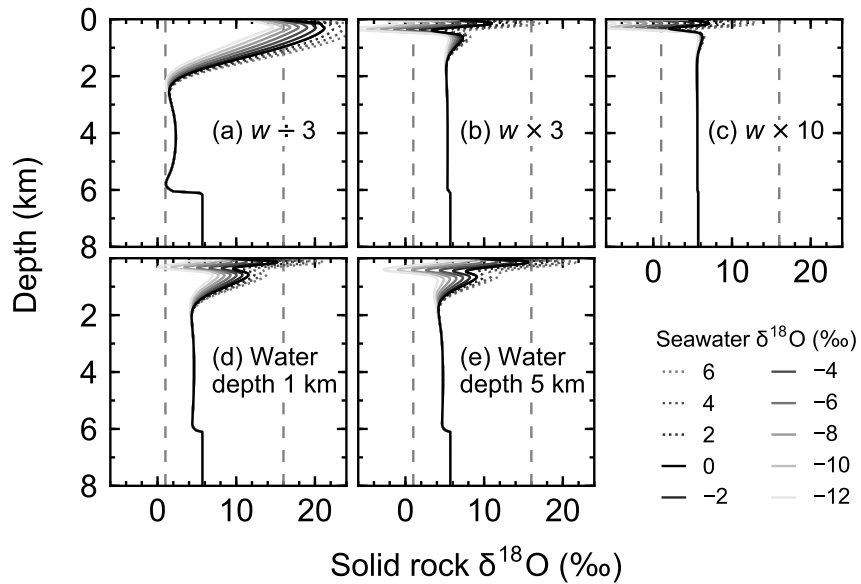 0
2
4
6
8
(a) w ÷ 3
(b) w × 3
(c) w × 10
0 10 20
Depth (km)
0
2
4
6
8
(d) Water
depth 1 km
(e) Water
depth 5 km
0 10 20
0 10 20
Solid rock δ¹⁸O (‰)
Seawater δ¹⁸O (‰)
6 −4
4 −6
2 −8
0 −10
−2 −12